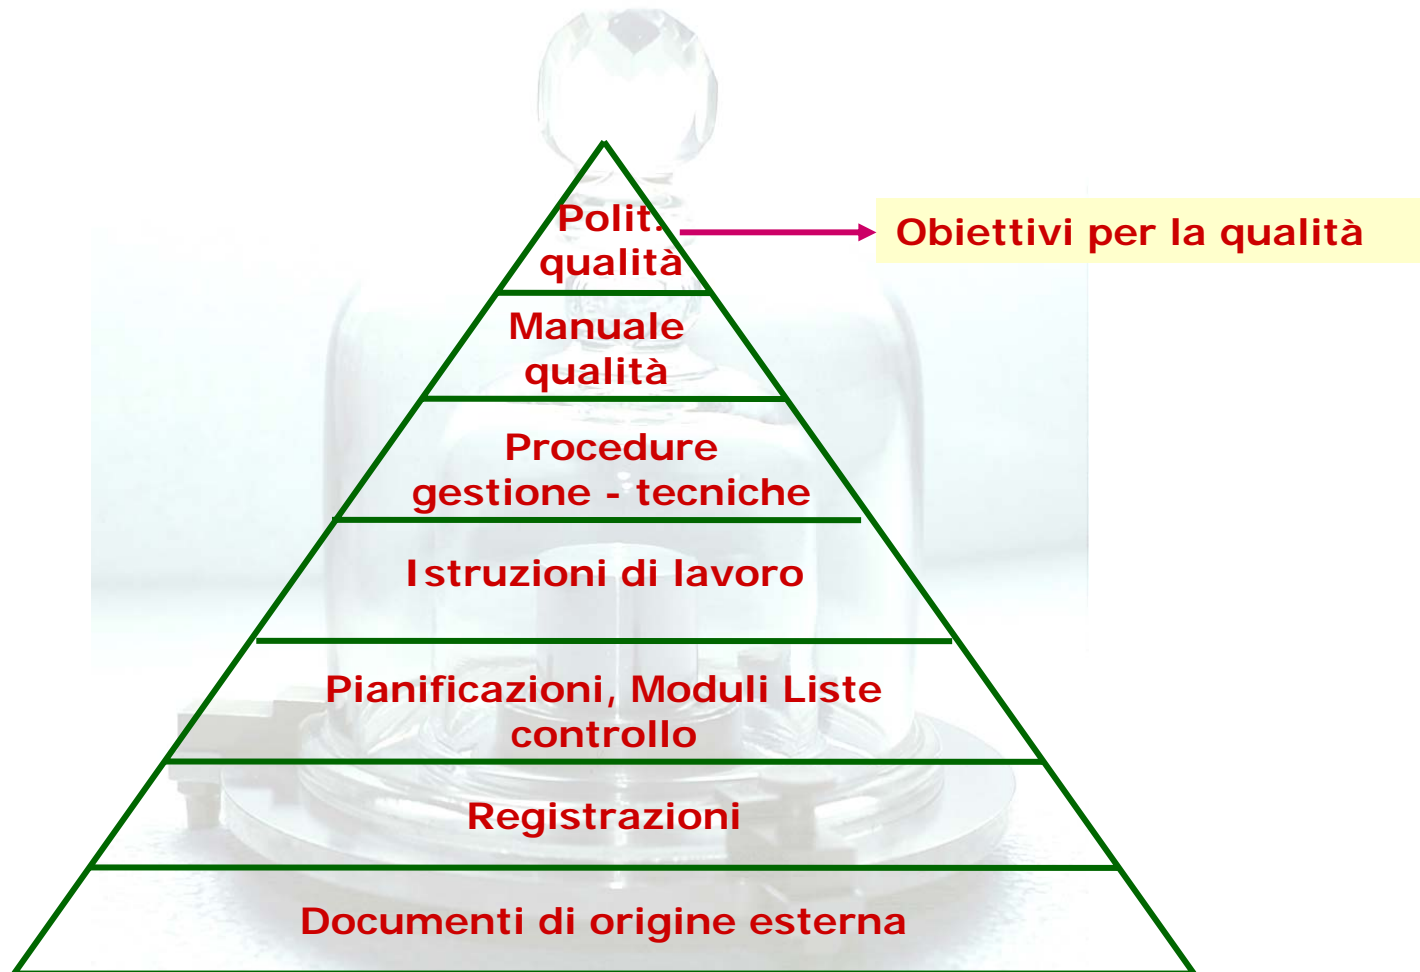 Polit.
qualità
Obiettivi per la qualità
Manuale
qualità
Procedure
gestione - tecniche
Istruzioni di lavoro
Pianificazioni, Moduli Liste
controllo
Registrazioni
Documenti di origine esterna